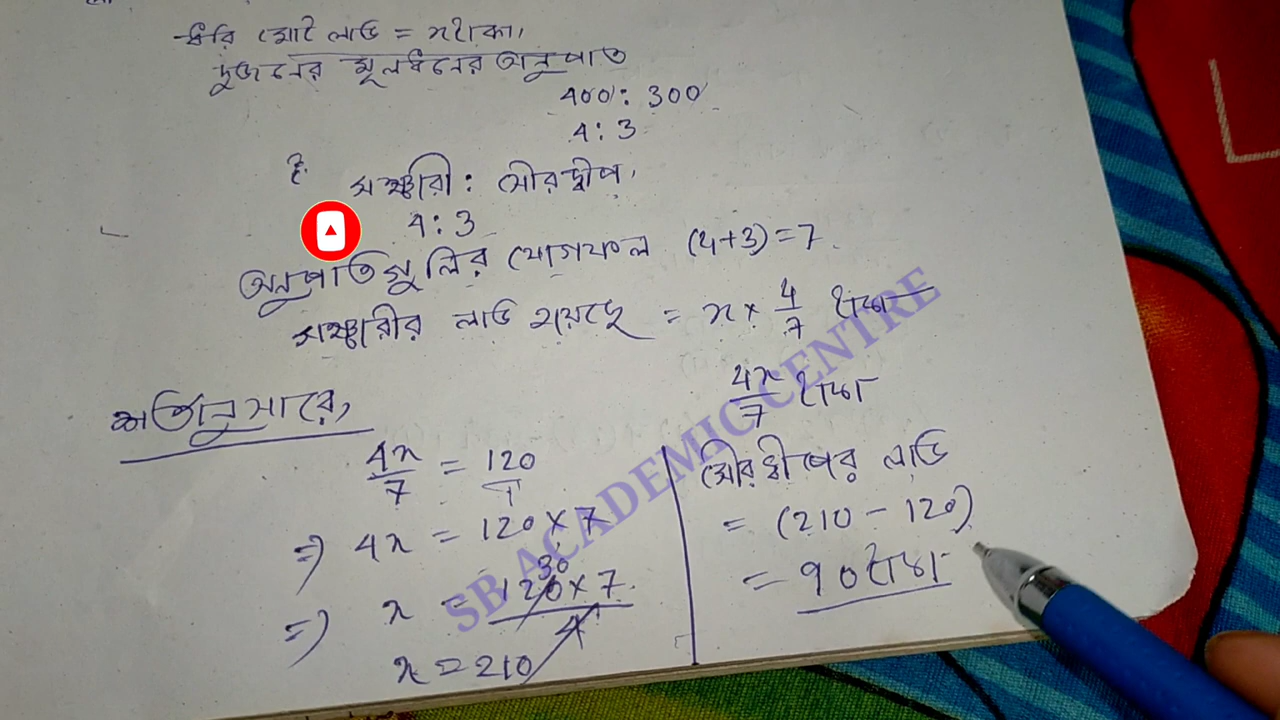 ধরি মোট লাভ = x টাকা,
দুজনের মূলধনের অনুপাত
400 : 300
4 : 3
সঞ্চারী : সৌরদ্বীপ,
4 : 3
অনুপাতগুলির যোগফল (4+3) = 7.
সঞ্চারীর লাভ হয়েছে = x × 4/7 টাকা
4x/7 টাকা
শর্তানুসারে,
4x/7 = 120/1
⇒ 4x = 120 × 7
30
⇒ x = 120 × 7 / 4
x = 210
সৌরদ্বীপের লাভ
= (210 - 120)
= 90 টাকা
SB ACADEMIC CENTRE